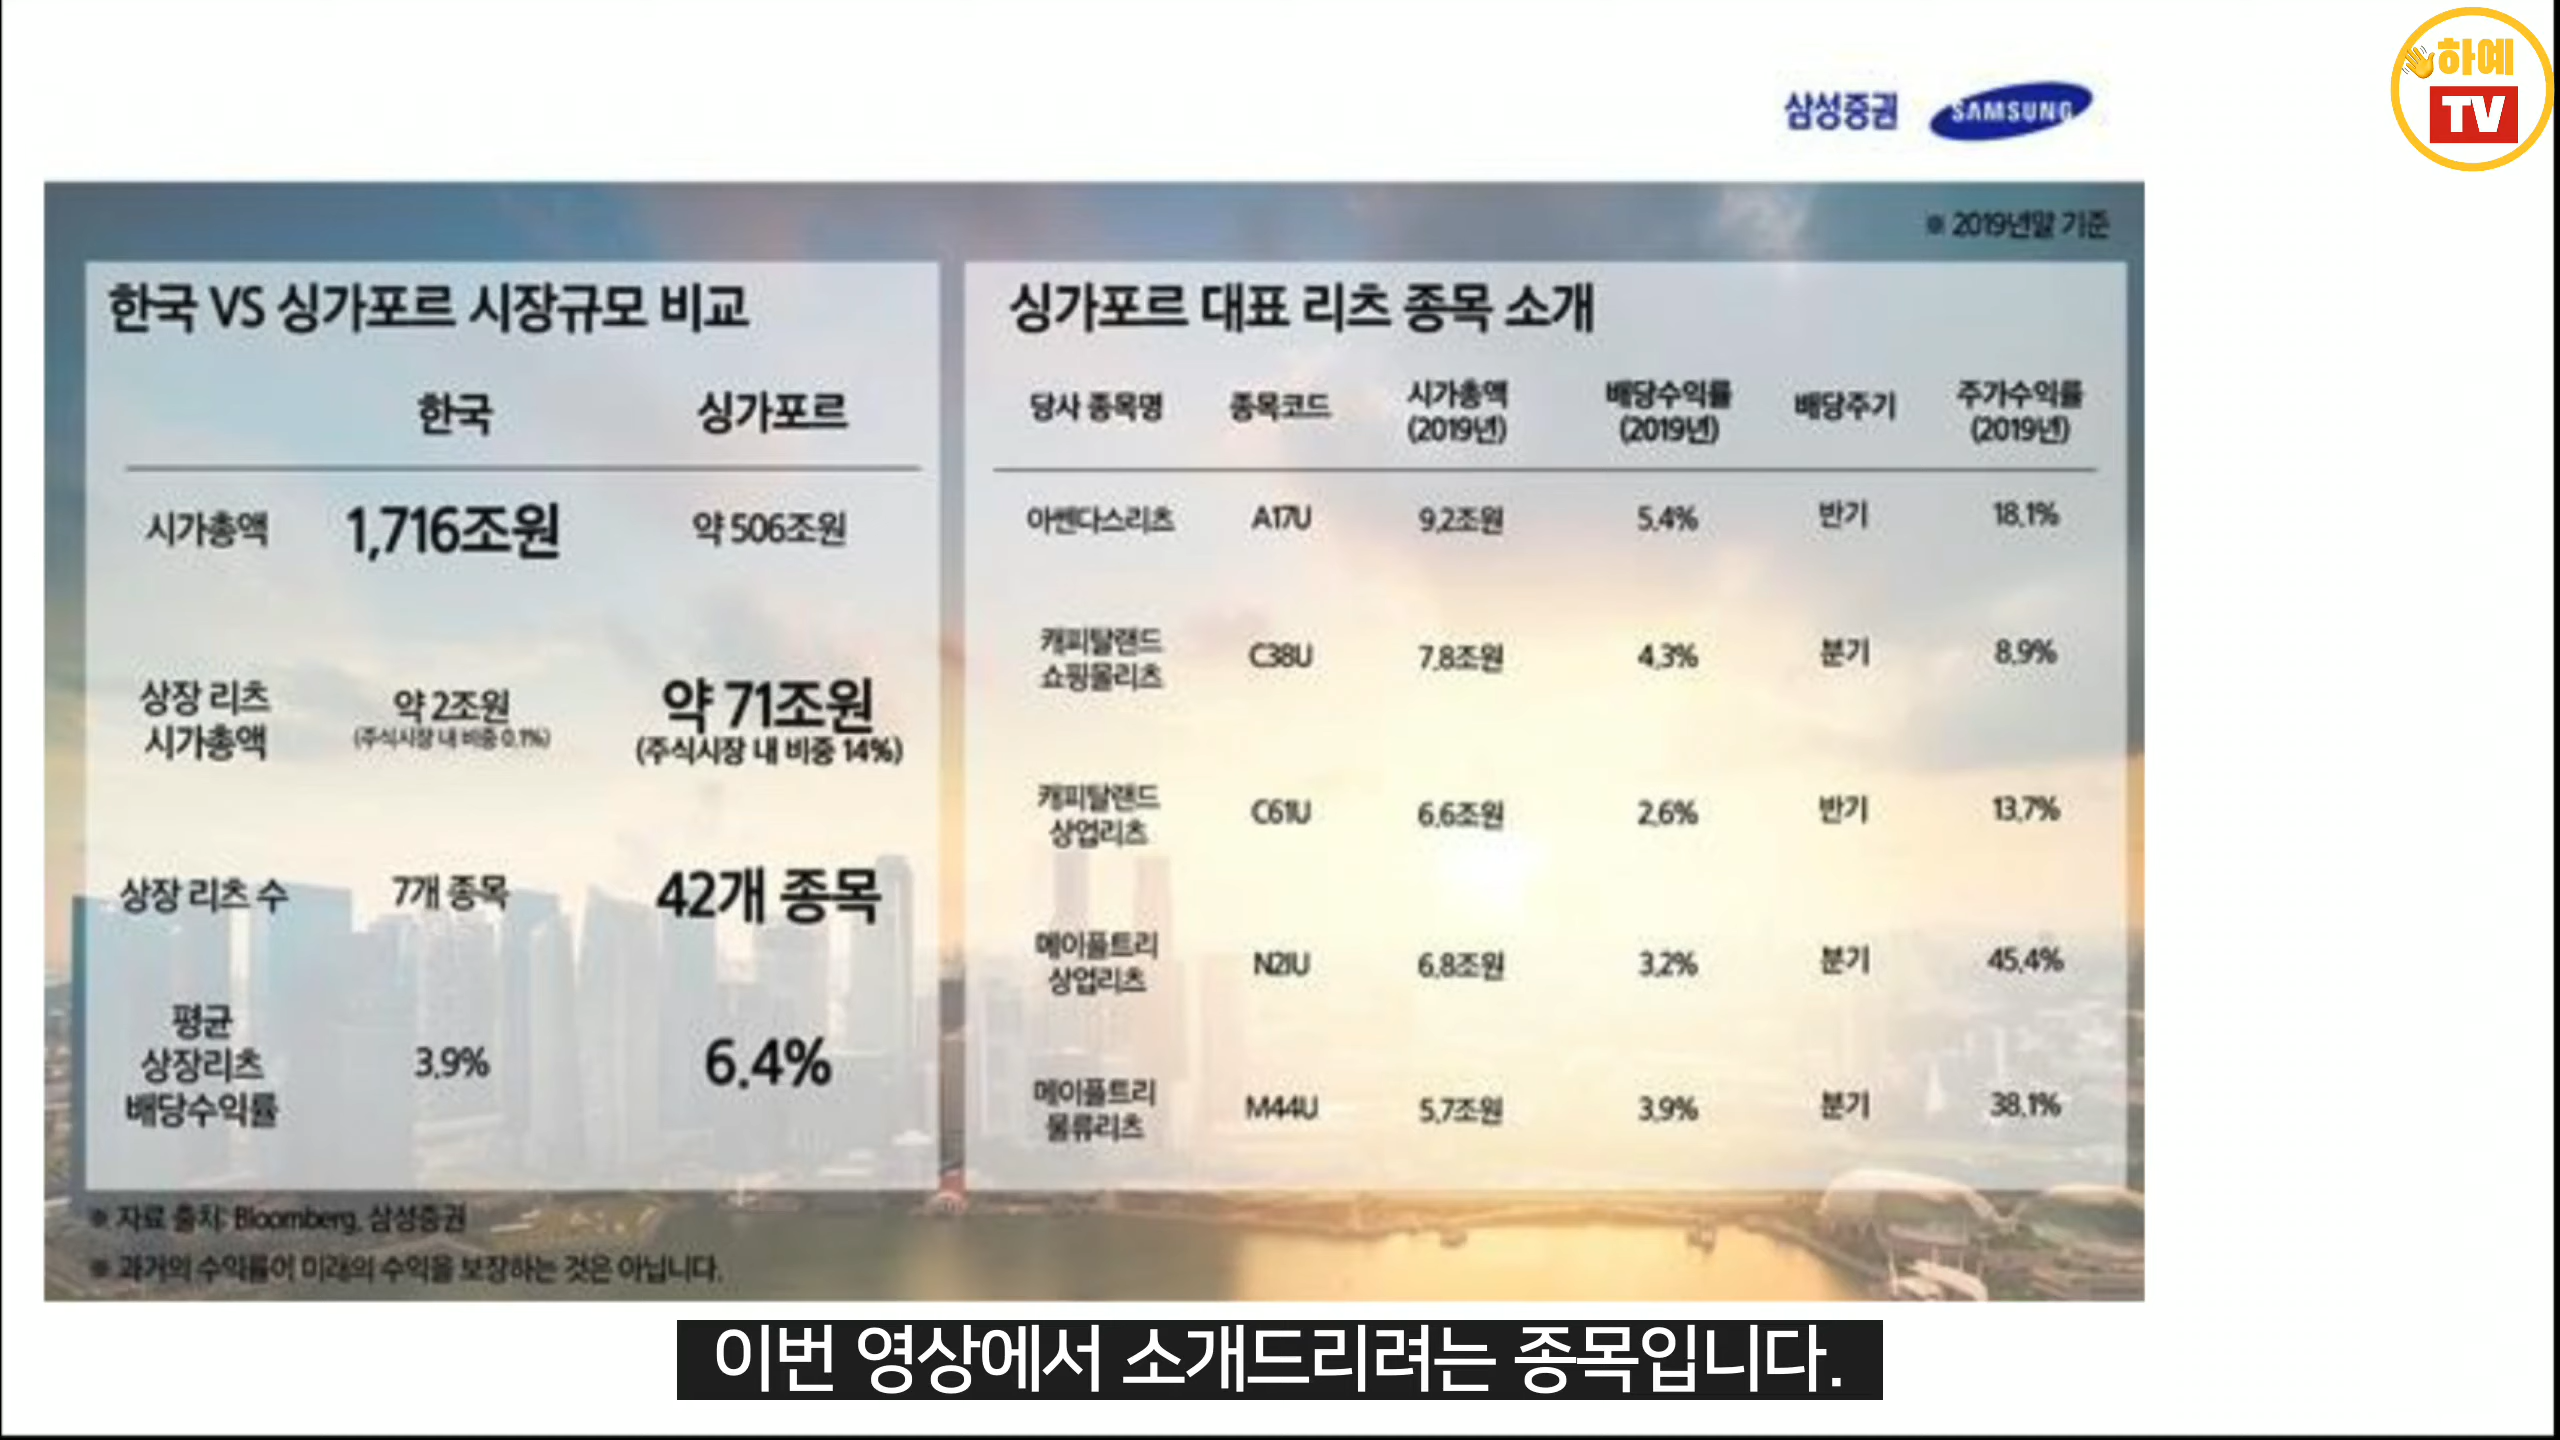 하예
TV
삼성증권 SAMSUNG
※ 2019년말 기준
한국 VS 싱가포르 시장규모 비교
한국 싱가포르
시가총액 1,716조원 약 506조원
상장 리츠
시가총액
약 2조원
(주식시장 내 비중 0.1%)
약 71조원
(주식시장 내 비중 14%)
상장 리츠 수 7개 종목 42개 종목
평균
상장리츠
배당수익률
3.9% 6.4%
싱가포르 대표 리츠 종목 소개
당사 종목명 종목코드 시가총액 (2019년) 배당수익률 (2019년) 배당주기 주가수익률 (2019년)
아쎈다스리츠 A17U 9.2조원 5.4% 반기 18.1%
캐피탈랜드
쇼핑몰리츠
C38U 7.8조원 4.3% 분기 8.9%
캐피탈랜드
상업리츠
C61U 6.6조원 2.6% 반기 13.7%
메이플트리
상업리츠
N2IU 6.8조원 3.2% 분기 45.4%
메이플트리
물류리츠
M44U 5.7조원 3.9% 분기 38.1%
※ 자료 출처: Bloomberg, 삼성증권
※ 과거의 수익률이 미래의 수익을 보장하는 것은 아닙니다.
이번 영상에서 소개드리려는 종목입니다.